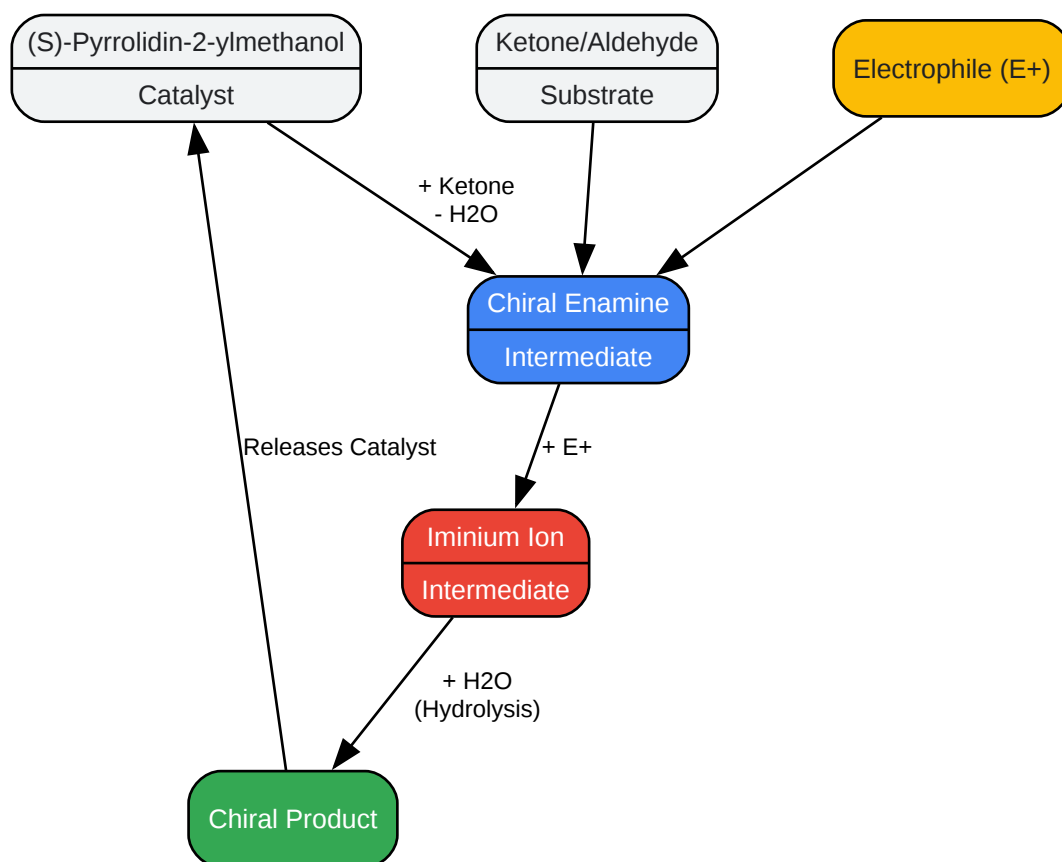 (S)-Pyrrolidin-2-ylmethanol
Catalyst
Ketone/Aldehyde
Substrate
Electrophile (E+)
+ Ketone
- H2O
Chiral Enamine
Intermediate
Releases Catalyst
+ E+
Iminium Ion
Intermediate
+ H2O
(Hydrolysis)
Chiral Product